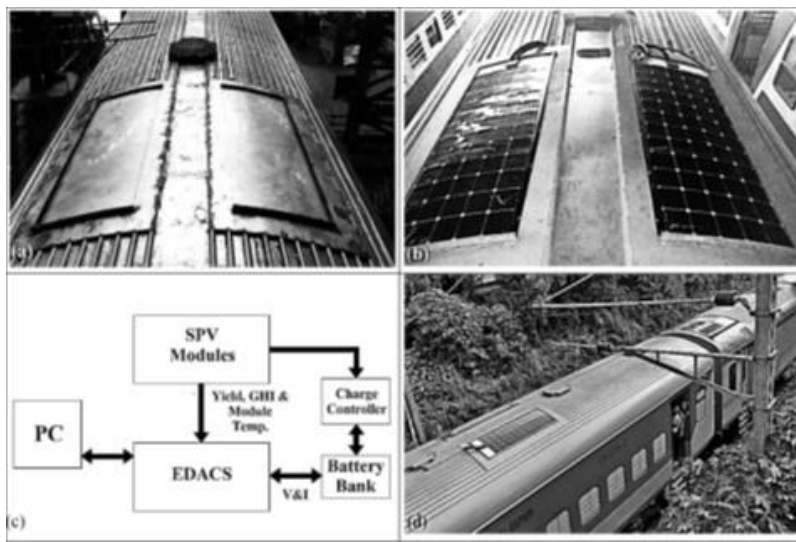 (a)
(b)
SPV
Modules
Yield, GHI &
Module
Temp.
Charge
Controller
PC
EDACS
V&I
Battery
Bank
(c)
(d)